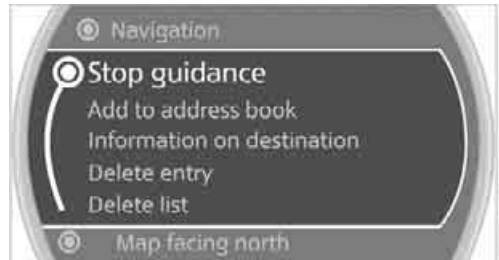 Navigation
Stop guidance
Add to address book
Information on destination
Delete entry
Delete list
Map facing north